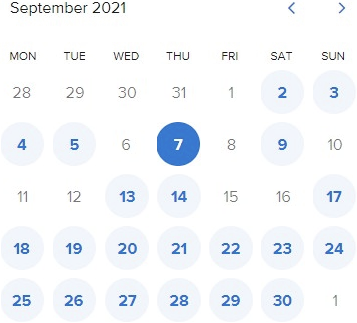 September 2021
MON TUE WED THU FRI SAT SUN
28 29 30 31 1 2 3
4 5 6 7 8 9 10
11 12 13 14 15 16 17
18 19 20 21 22 23 24
25 26 27 28 29 30 1